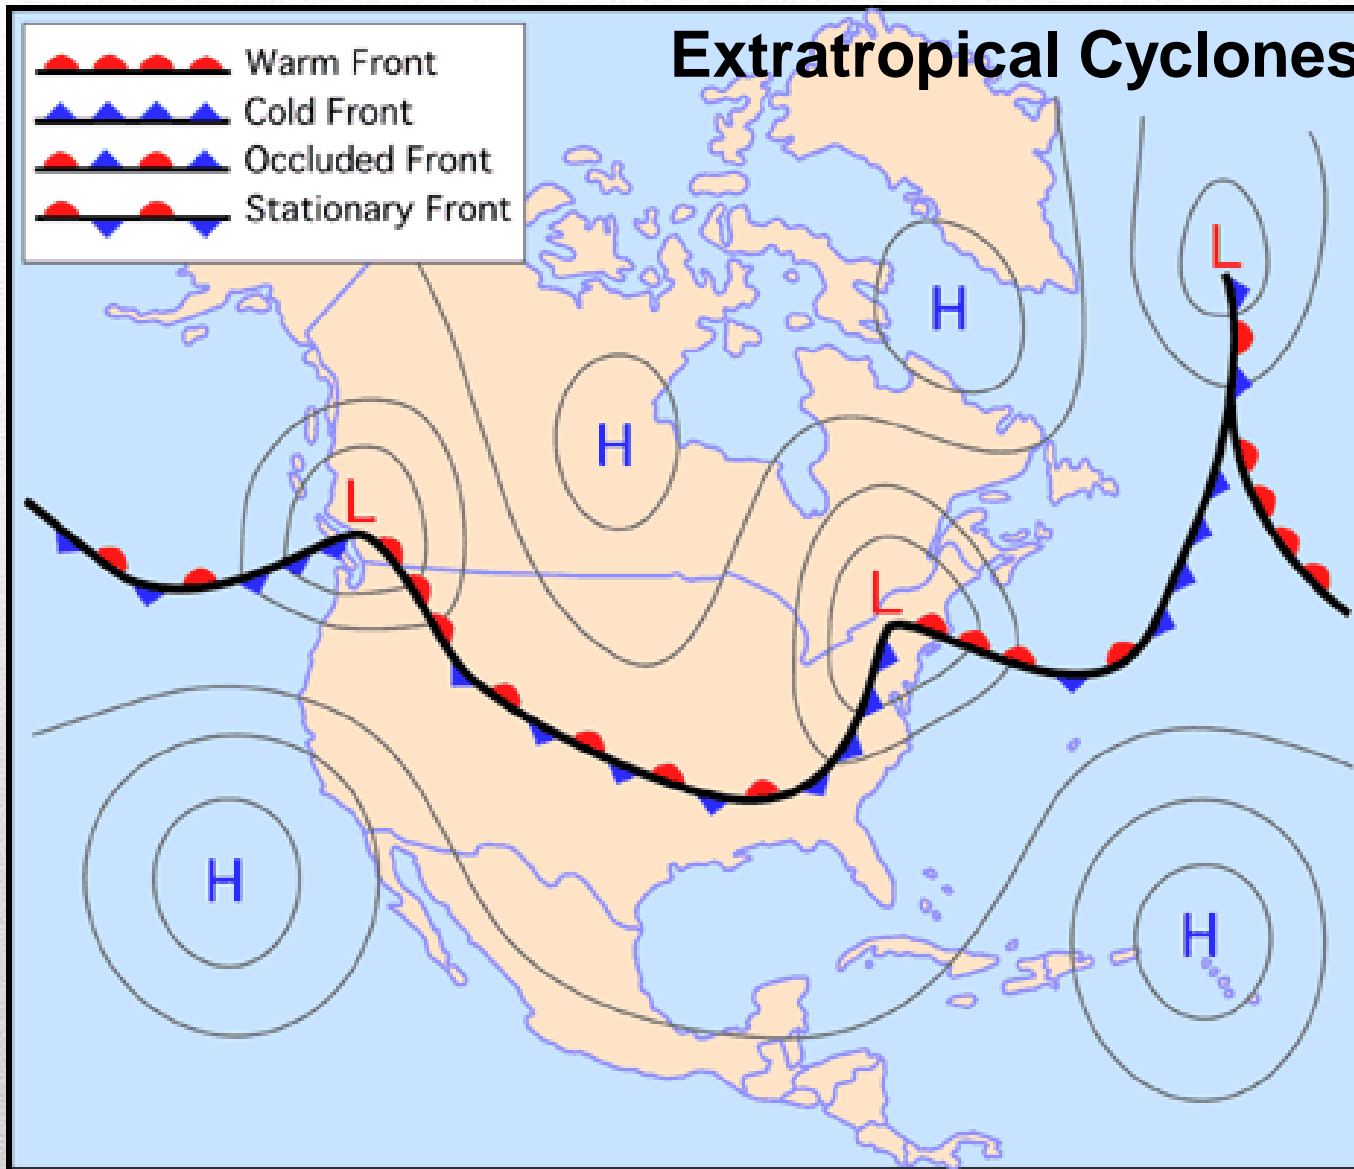 Extratropical Cyclones
Warm Front
Cold Front
Occluded Front
Stationary Front
L
H
H
L
L
H
H